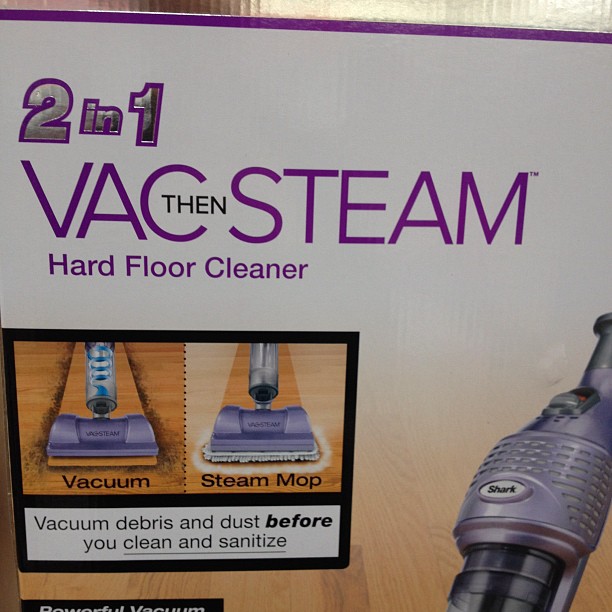 2 in 1
VAC THEN STEAM™
Hard Floor Cleaner
VAC STEAM
VAC STEAM
Vacuum
Steam Mop
Vacuum debris and dust before
you clean and sanitize
Shark
Powerful Vacuum